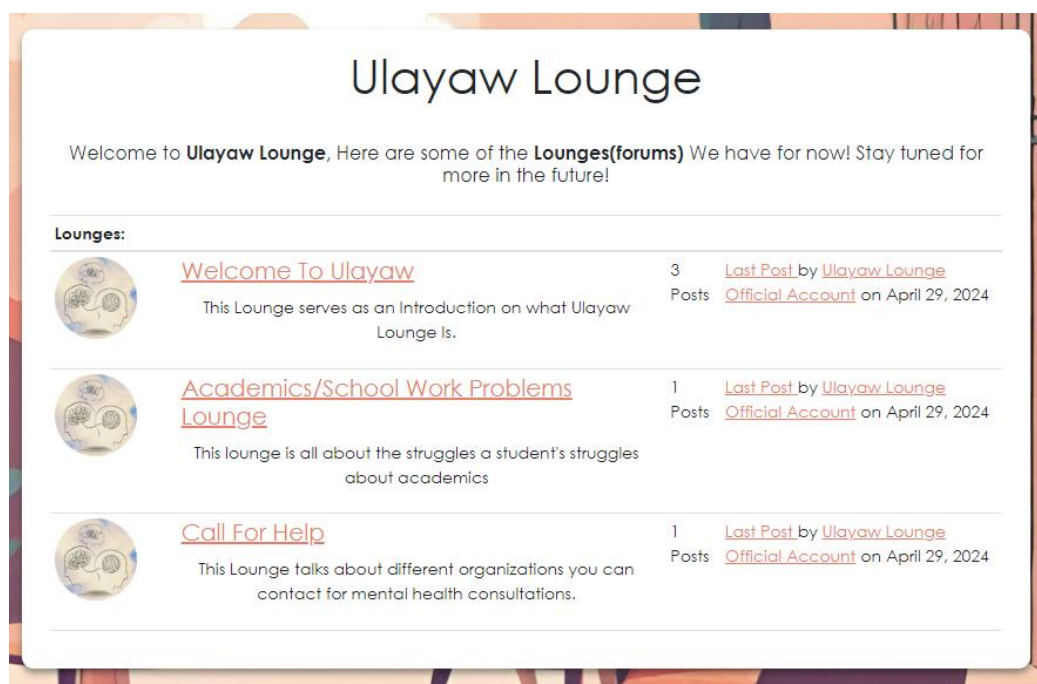 Ulayaw Lounge
Welcome to Ulayaw Lounge, Here are some of the Lounges(forums) We have for now! Stay tuned for
more in the future!
Lounges:
Welcome To Ulayaw
This Lounge serves as an Introduction on what Ulayaw
Lounge Is.
3
Posts
Last Post by Ulayaw Lounge
Official Account on April 29, 2024
Academics/School Work Problems
Lounge
This lounge is all about the struggles a student's struggles
about academics
1
Posts
Last Post by Ulayaw Lounge
Official Account on April 29, 2024
Call For Help
This Lounge talks about different organizations you can
contact for mental health consultations.
1
Posts
Last Post by Ulayaw Lounge
Official Account on April 29, 2024